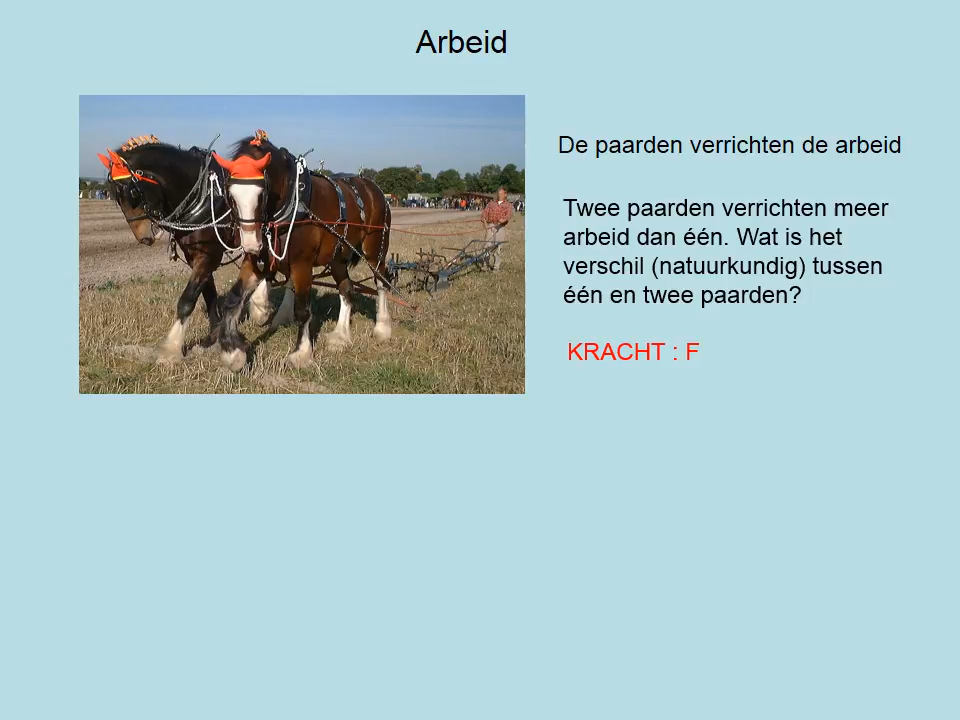 Arbeid
De paarden verrichten de arbeid
Twee paarden verrichten meer
arbeid dan één. Wat is het
verschil (natuurkundig) tussen
één en twee paarden?
KRACHT : F